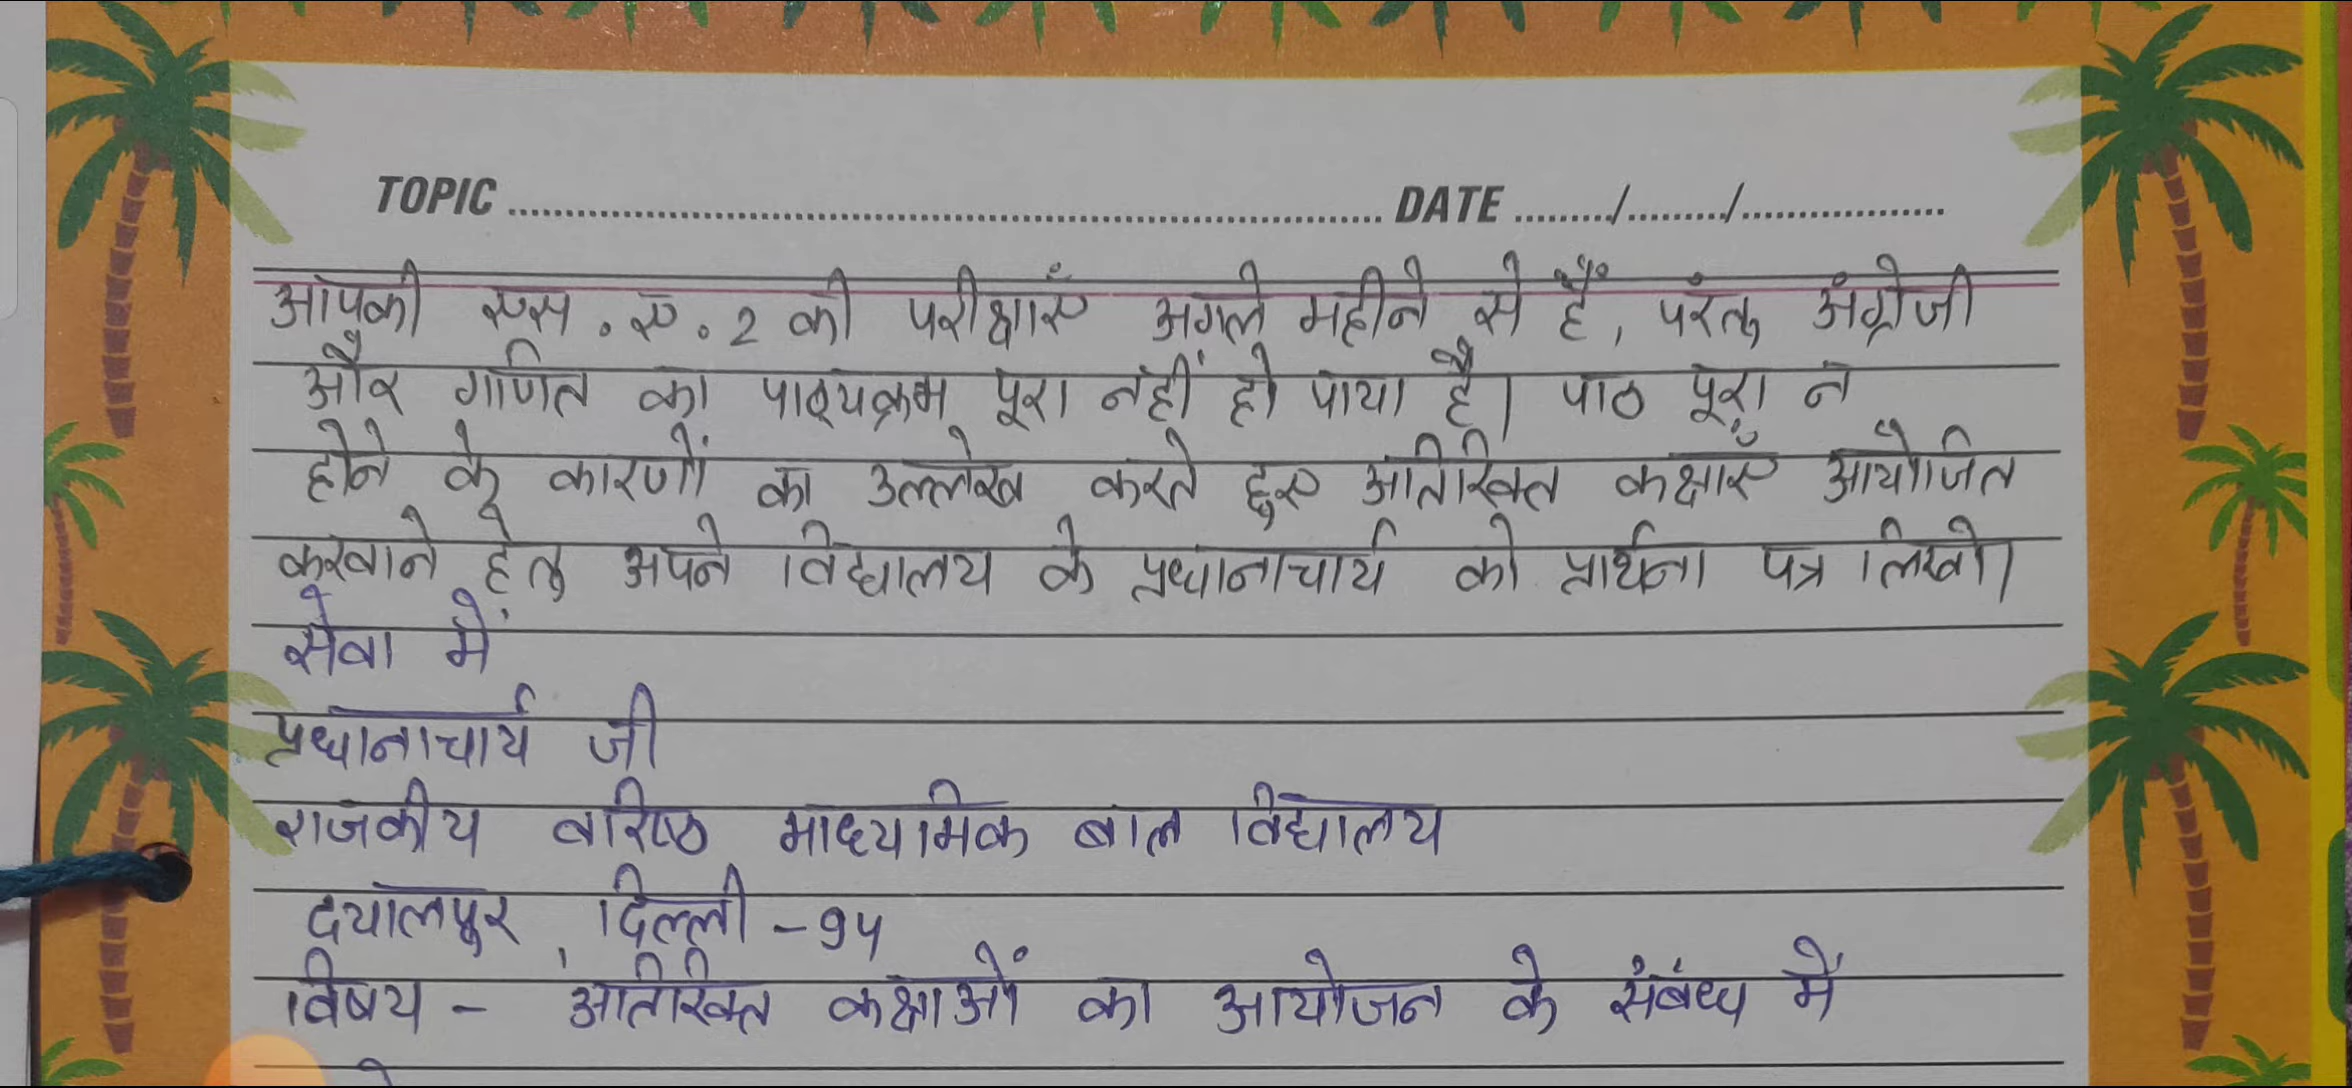 TOPIC ........................ DATE ......../......../................
आपकी एस.ए.2 की परीक्षाएँ अगले महीने से हैं, परंतु अंग्रेजी
और गणित का पाठ्यक्रम पूरा नहीं हो पाया है। पाठ पूरा न
होने के कारणों का उल्लेख करते हुए अतिरिक्त कक्षाएँ आयोजित
करवाने हेतु अपने विद्यालय के प्रधानाचार्य को प्रार्थना पत्र लिखो।
सेवा में
प्रधानाचार्य जी
राजकीय वरिष्ठ माध्यमिक बाल विद्यालय
दयालपुर, दिल्ली -94
विषय - अतिरिक्त कक्षाओं का आयोजन के संबंध में